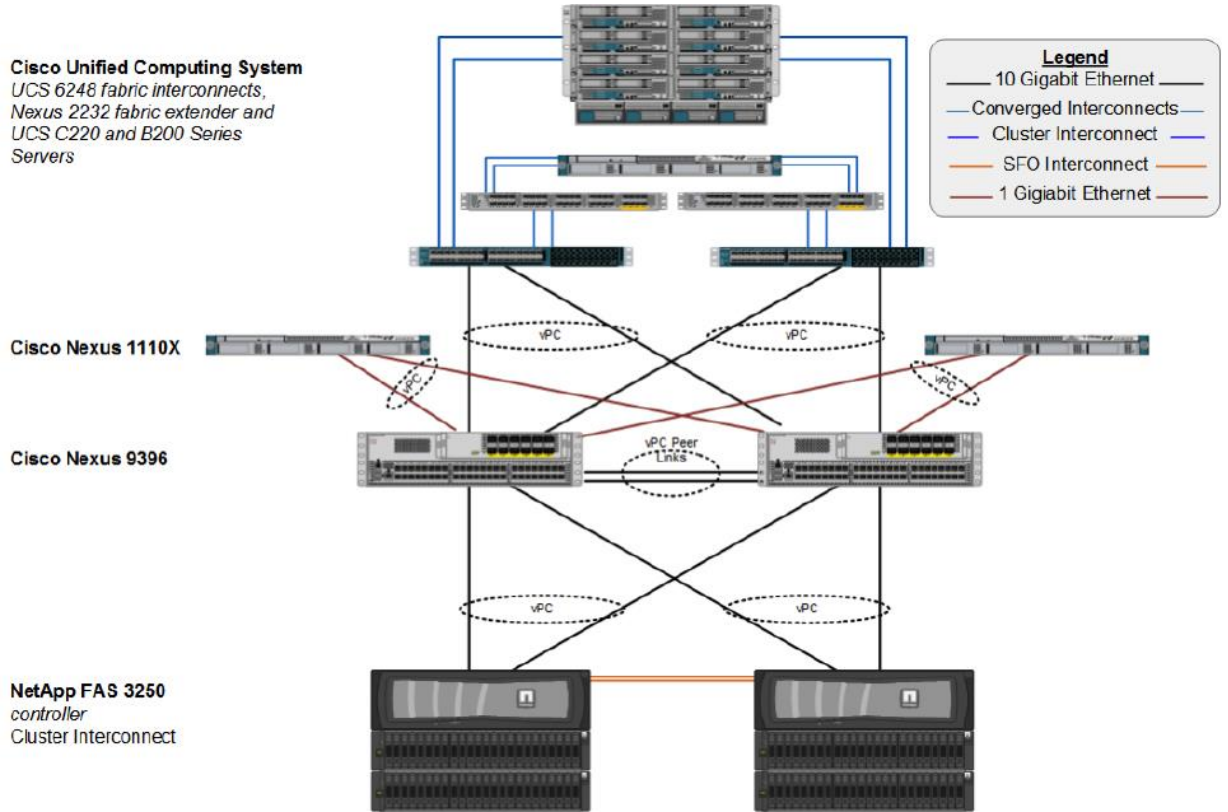 Cisco Unified Computing System
UCS 6248 fabric interconnects,
Nexus 2232 fabric extender and
UCS C220 and B200 Series
Servers
Legend
10 Gigabit Ethernet
Converged Interconnects
Cluster Interconnect
SFO Interconnect
1 Gigiabit Ethernet
vPC
vPC
Cisco Nexus 1110X
vPC
vPC
Cisco Nexus 9396
vPC Peer
Links
vPC
vPC
NetApp FAS 3250
controller
Cluster Interconnect